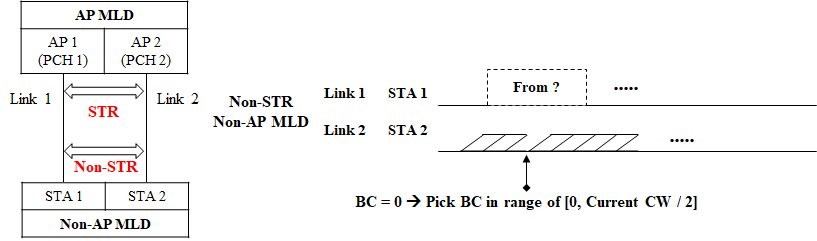 AP MLD
AP 1 AP 2
(PCH 1) (PCH 2)
Link 1 Link 2
STR
Non-STR
STA 1 STA 2
Non-AP MLD
Non-STR
Non-AP MLD
Link 1 STA 1
From ? .....
Link 2 STA 2
.....
BC = 0 → Pick BC in range of [0, Current CW / 2]